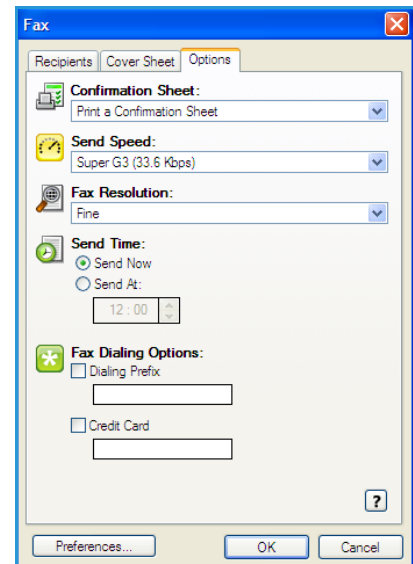 Fax
Recipients Cover Sheet Options
Confirmation Sheet:
Print a Confirmation Sheet
Send Speed:
Super G3 (33.6 Kbps)
Fax Resolution:
Fine
Send Time:
Send Now
Send At:
12 : 00
Fax Dialing Options:
Dialing Prefix
Credit Card
?
Preferences... OK Cancel